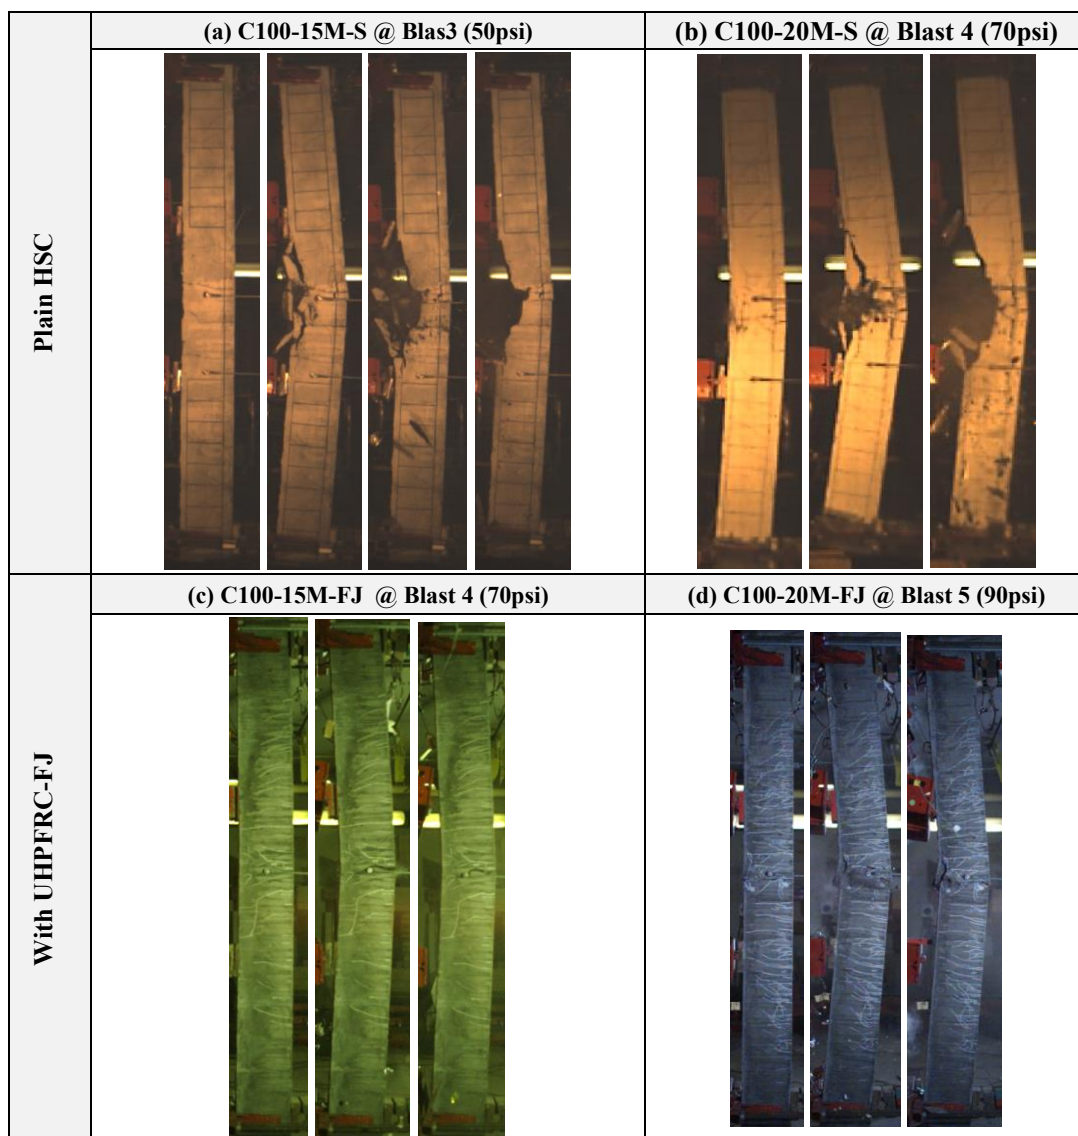 (a) C100-15M-S @ Blas3 (50psi)
(b) C100-20M-S @ Blast 4 (70psi)
Plain HSC
(c) C100-15M-FJ @ Blast 4 (70psi)
(d) C100-20M-FJ @ Blast 5 (90psi)
With UHPFRC-FJ